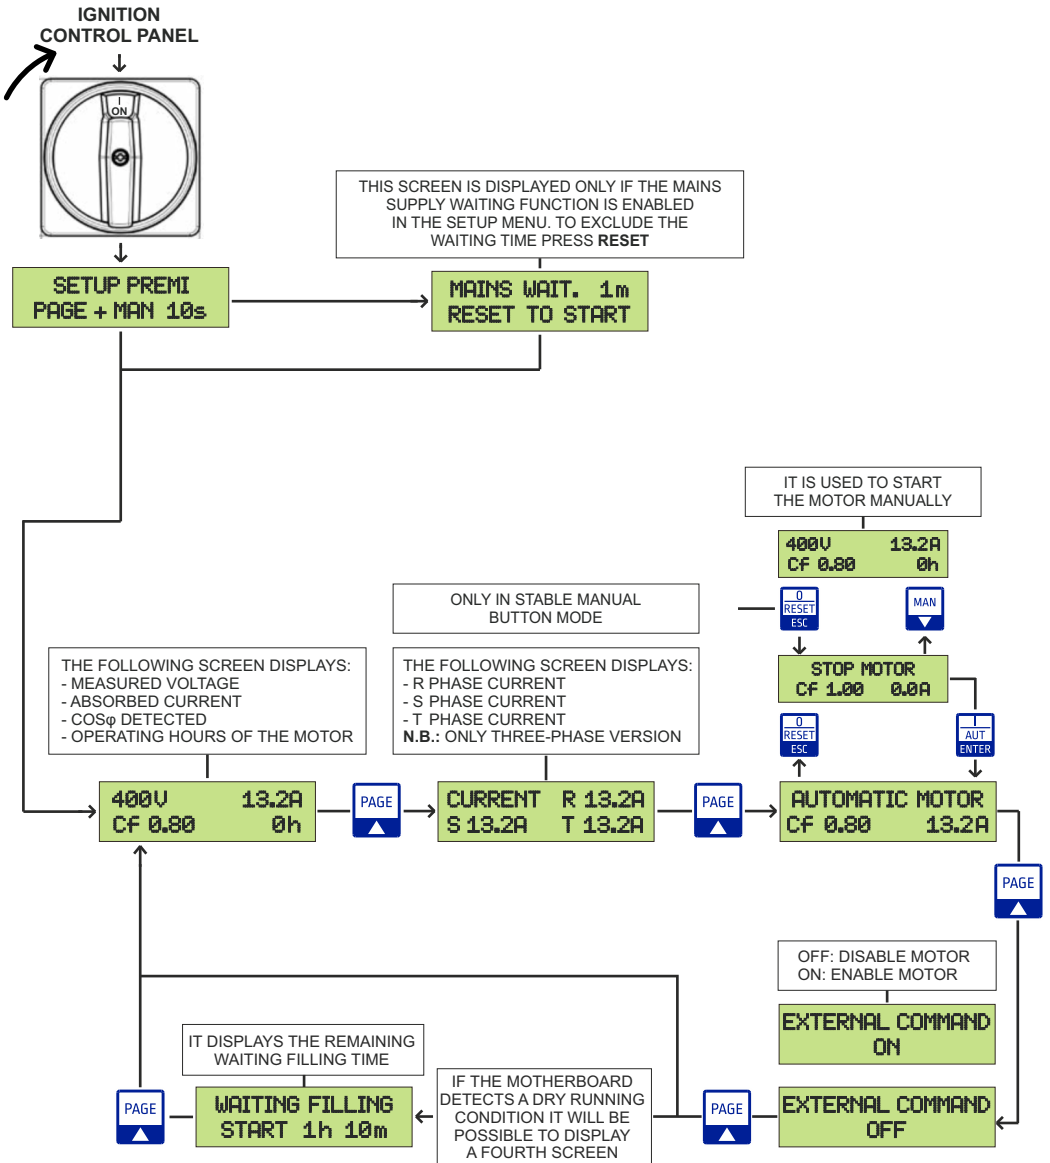 IGNITION
CONTROL PANEL
I
ON
THIS SCREEN IS DISPLAYED ONLY IF THE MAINS
SUPPLY WAITING FUNCTION IS ENABLED
IN THE SETUP MENU. TO EXCLUDE THE
WAITING TIME PRESS RESET
SETUP PREMI
PAGE + MAN 10s
MAINS WAIT. 1m
RESET TO START
IT IS USED TO START
THE MOTOR MANUALLY
400V 13.2A
Cf 0.80 0h
ONLY IN STABLE MANUAL
BUTTON MODE
0
RESET
ESC
MAN
STOP MOTOR
Cf 1.00 0.0A
THE FOLLOWING SCREEN DISPLAYS:
- MEASURED VOLTAGE
- ABSORBED CURRENT
- COSφ DETECTED
- OPERATING HOURS OF THE MOTOR
THE FOLLOWING SCREEN DISPLAYS:
- R PHASE CURRENT
- S PHASE CURRENT
- T PHASE CURRENT
N.B.: ONLY THREE-PHASE VERSION
0
RESET
ESC
I
AUT
ENTER
400V 13.2A
Cf 0.80 0h
PAGE
CURRENT R 13.2A
S 13.2A T 13.2A
PAGE
AUTOMATIC MOTOR
Cf 0.80 13.2A
PAGE
OFF: DISABLE MOTOR
ON: ENABLE MOTOR
EXTERNAL COMMAND
ON
IT DISPLAYS THE REMAINING
WAITING FILLING TIME
PAGE
WAITING FILLING
START 1h 10m
IF THE MOTHERBOARD
DETECTS A DRY RUNNING
CONDITION IT WILL BE
POSSIBLE TO DISPLAY
A FOURTH SCREEN
PAGE
EXTERNAL COMMAND
OFF